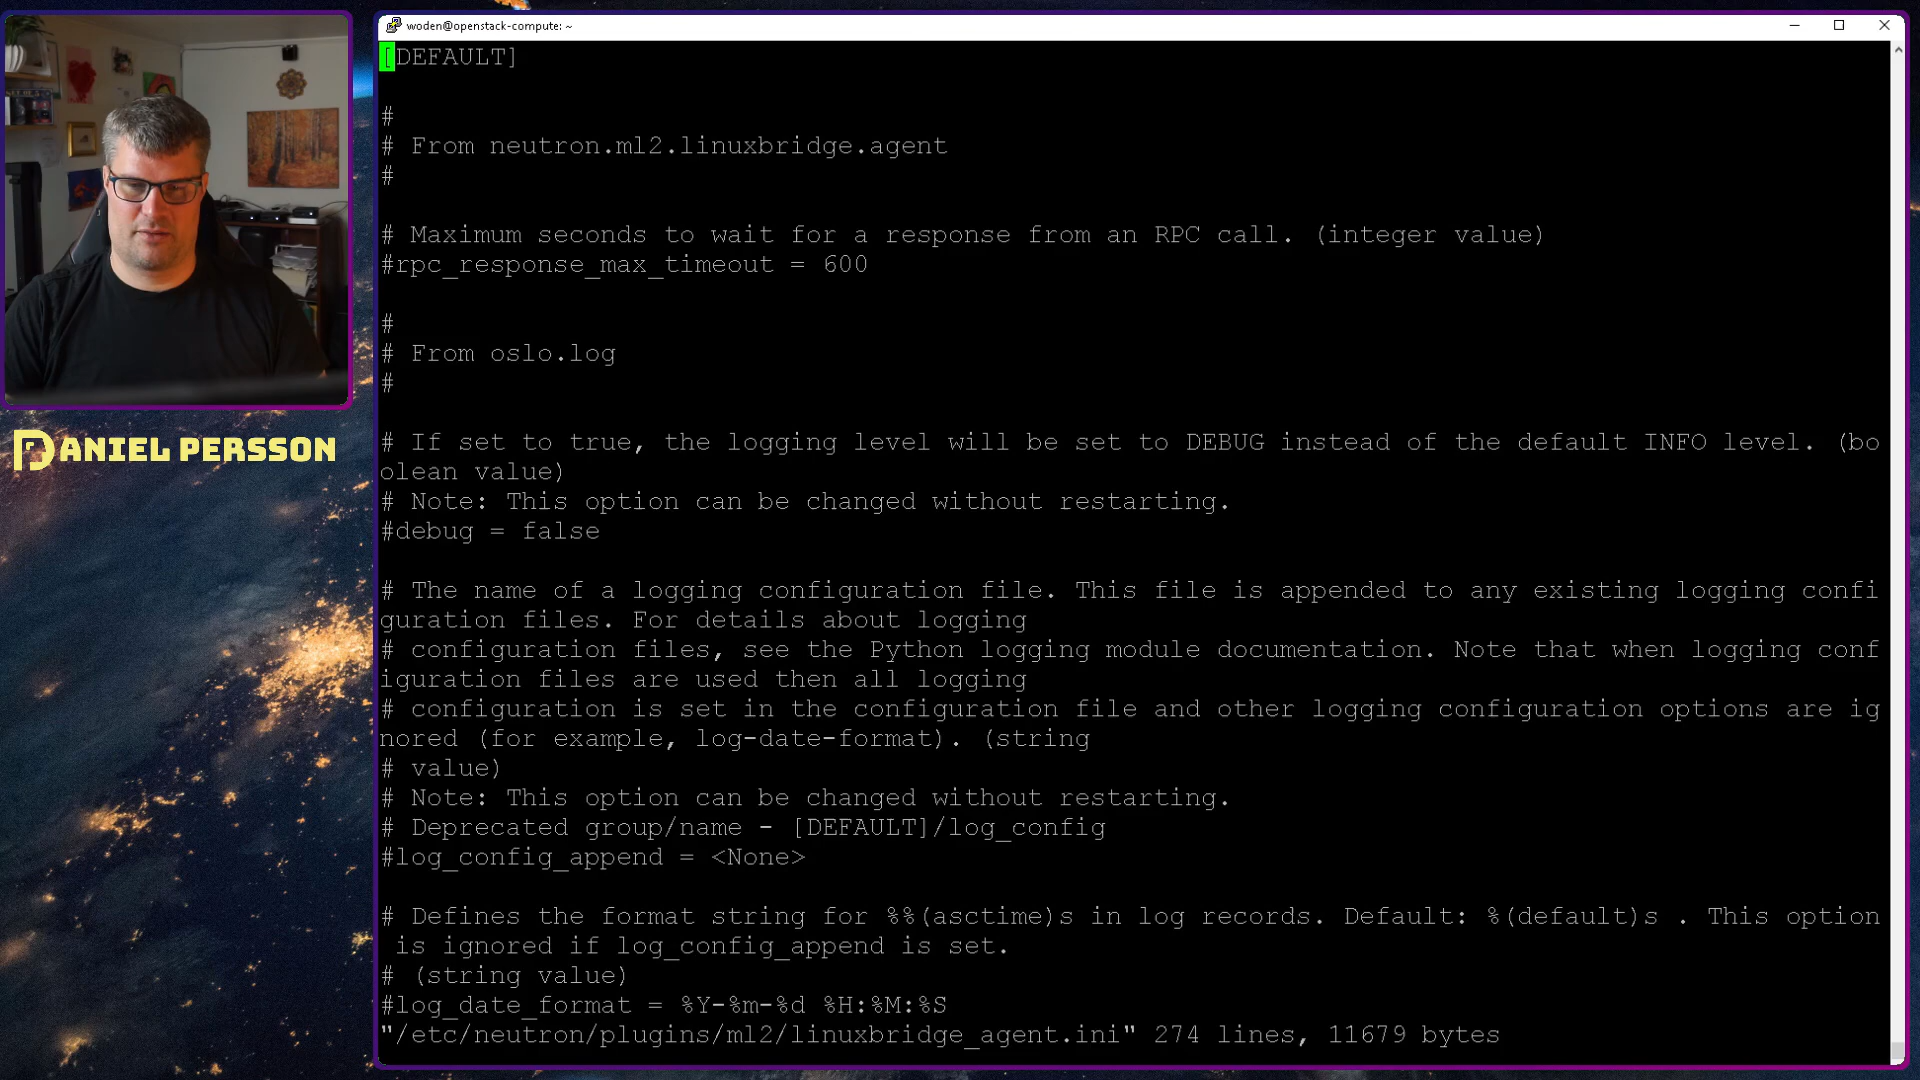 woden@openstack-compute: ~
[DEFAULT]
#
# From neutron.ml2.linuxbridge.agent
#
# Maximum seconds to wait for a response from an RPC call. (integer value)
#rpc_response_max_timeout = 600
#
# From oslo.log
#
# If set to true, the logging level will be set to DEBUG instead of the default INFO level. (bo
olean value)
# Note: This option can be changed without restarting.
#debug = false
# The name of a logging configuration file. This file is appended to any existing logging confi
guration files. For details about logging
# configuration files, see the Python logging module documentation. Note that when logging conf
iguration files are used then all logging
# configuration is set in the configuration file and other logging configuration options are ig
nored (for example, log-date-format). (string
# value)
# Note: This option can be changed without restarting.
# Deprecated group/name - [DEFAULT]/log_config
#log_config_append = <None>
# Defines the format string for %%(asctime)s in log records. Default: %(default)s . This option
is ignored if log_config_append is set.
# (string value)
#log_date_format = %Y-%m-%d %H:%M:%S
"/etc/neutron/plugins/ml2/linuxbridge_agent.ini" 274 lines, 11679 bytes
DANIEL PERSSON